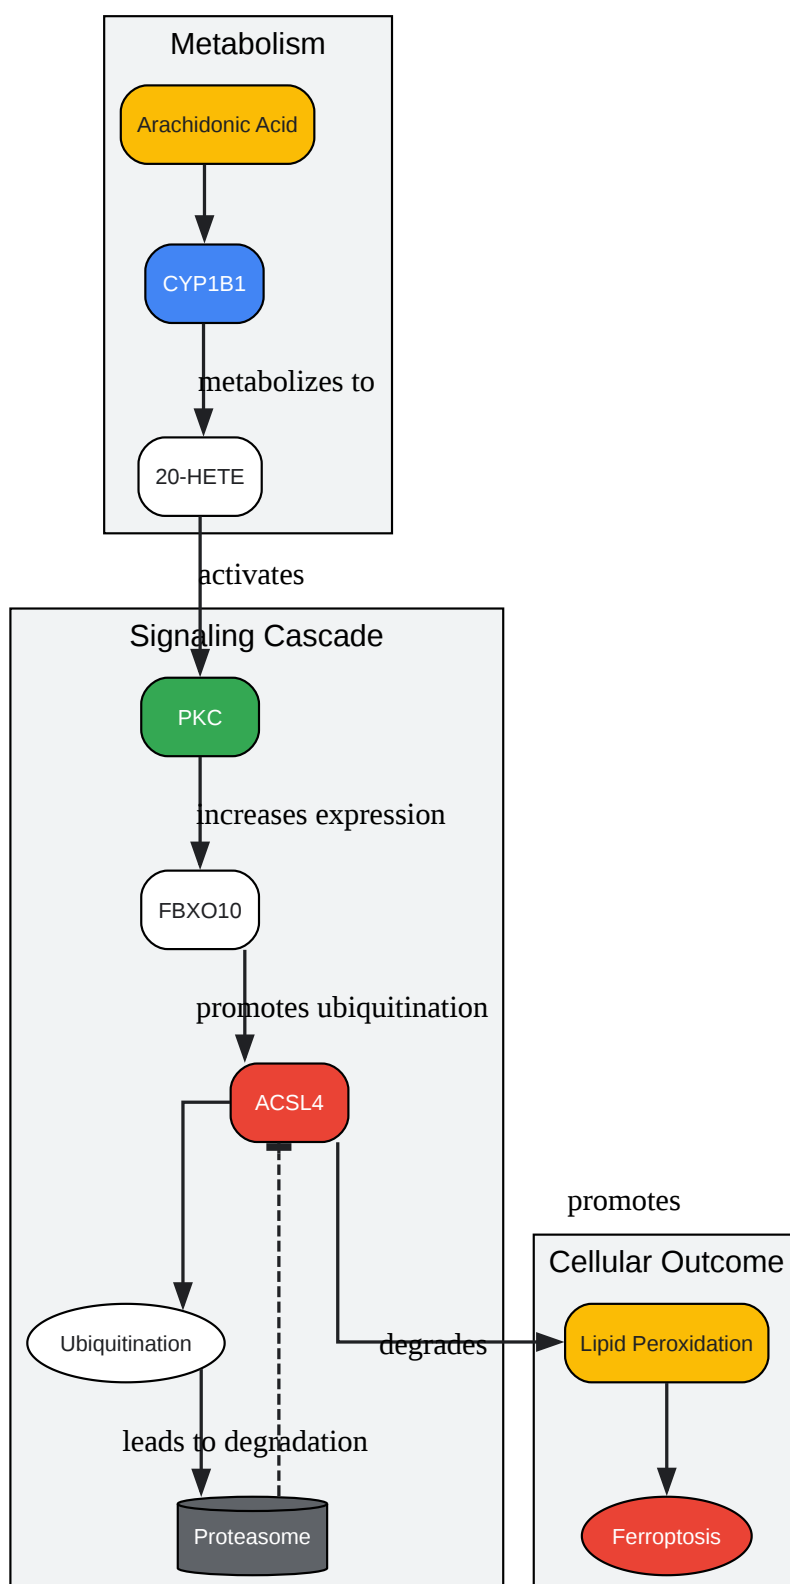 Metabolism
Arachidonic Acid
CYP1B1
metabolizes to
20-HETE
activates
Signaling Cascade
PKC
increases expression
FBXO10
promotes ubiquitination
ACSL4
promotes
Cellular Outcome
Ubiquitination
degrades
Lipid Peroxidation
leads to degradation
Proteasome
Ferroptosis